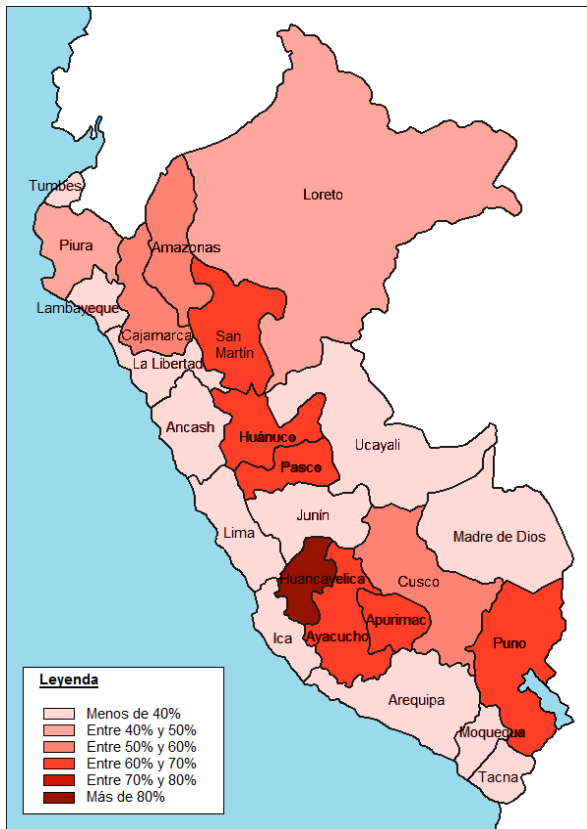 Tumbes
Loreto
Piura
Amazonas
Lambayeque
Cajamarca
San
Martín
La Libertad
Ancash
Huánuco
Ucayali
Pasco
Lima
Junín
Madre de Dios
Huancavelica
Cusco
Ica
Ayacucho
Apurimac
Puno
Arequipa
Moquegua
Tacna
Leyenda
Menos de 40%
Entre 40% y 50%
Entre 50% y 60%
Entre 60% y 70%
Entre 70% y 80%
Más de 80%